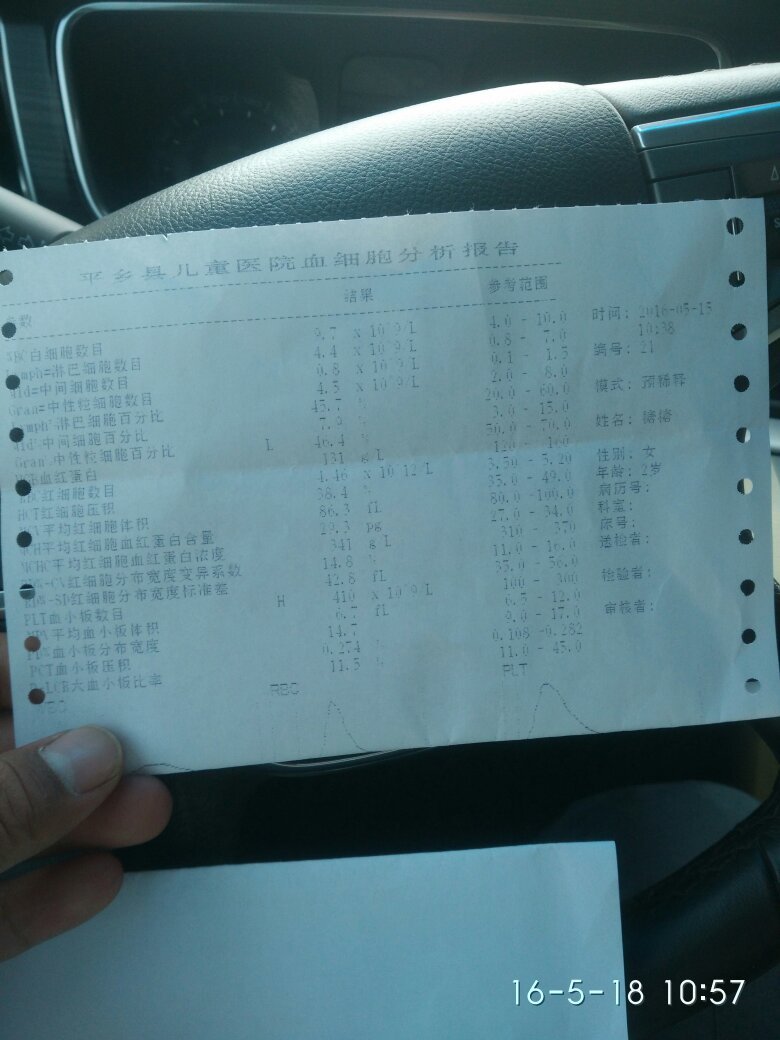 平乡县儿童医院血细胞分析报告
参数 结果 参考范围
WBC白细胞数目 9.7 x 10^9/L 4.0 - 10.0
Lymph=淋巴细胞数目 4.4 x 10^9/L 0.8 - 7.0
Mid=中间细胞数目 0.8 x 10^9/L 0.1 - 1.5
Gran=中性粒细胞数目 4.5 x 10^9/L 2.0 - 8.0
Lymph%淋巴细胞百分比 45.7 % 20.0 - 60.0
Mid%中间细胞百分比 7.9 % 3.0 - 15.0
Gran%中性粒细胞百分比 L 46.4 % 50.0 - 70.0
HGB血红蛋白 131 g/L 120 - 160
RBC红细胞数目 4.46 x 10^12/L 3.50 - 5.20
HCT红细胞压积 38.4 % 35.0 - 49.0
MCV平均红细胞体积 86.3 fL 80.0 -100.0
MCH平均红细胞血红蛋白含量 29.3 pg 27.0 - 34.0
MCHC平均红细胞血红蛋白浓度 341 g/L 310 - 370
RDW-CV红细胞分布宽度变异系数 14.8 % 11.0 - 16.0
RDW-SD红细胞分布宽度标准差 42.8 fL 35.0 - 56.0
PLT血小板数目 H 410 x 10^9/L 100 - 300
MPV平均血小板体积 6.7 fL 6.5 - 12.0
PDW血小板分布宽度 14.7 9.0 - 17.0
PCT血小板压积 0.274 % 0.108 -0.282
P-LCR大血小板比率 11.5 % 11.0 - 45.0
时间: 2016-05-15
10:38
编号: 21
模式: 预稀释
姓名:
性别: 女
年龄: 2岁
病历号:
科室:
床号:
送检者:
检验者:
审核者:
WBC
RBC
PLT
16-5-18 10:57